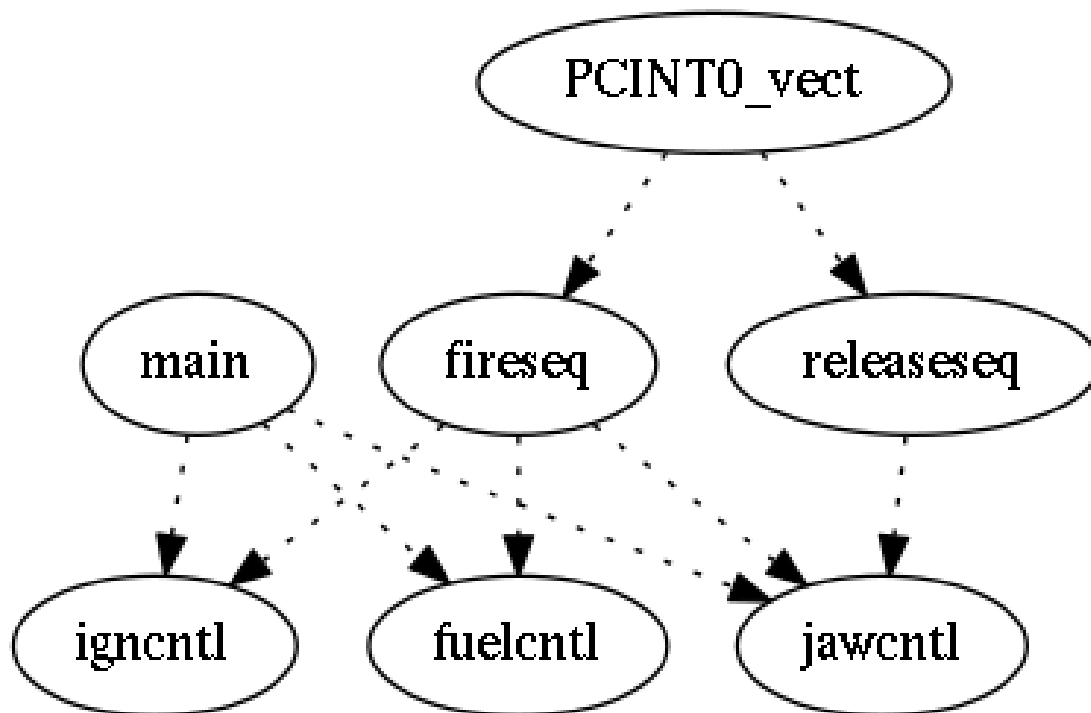 PCINT0_vect
main
fireseq
releaseseq
igncntl
fuelcntl
jawcntl